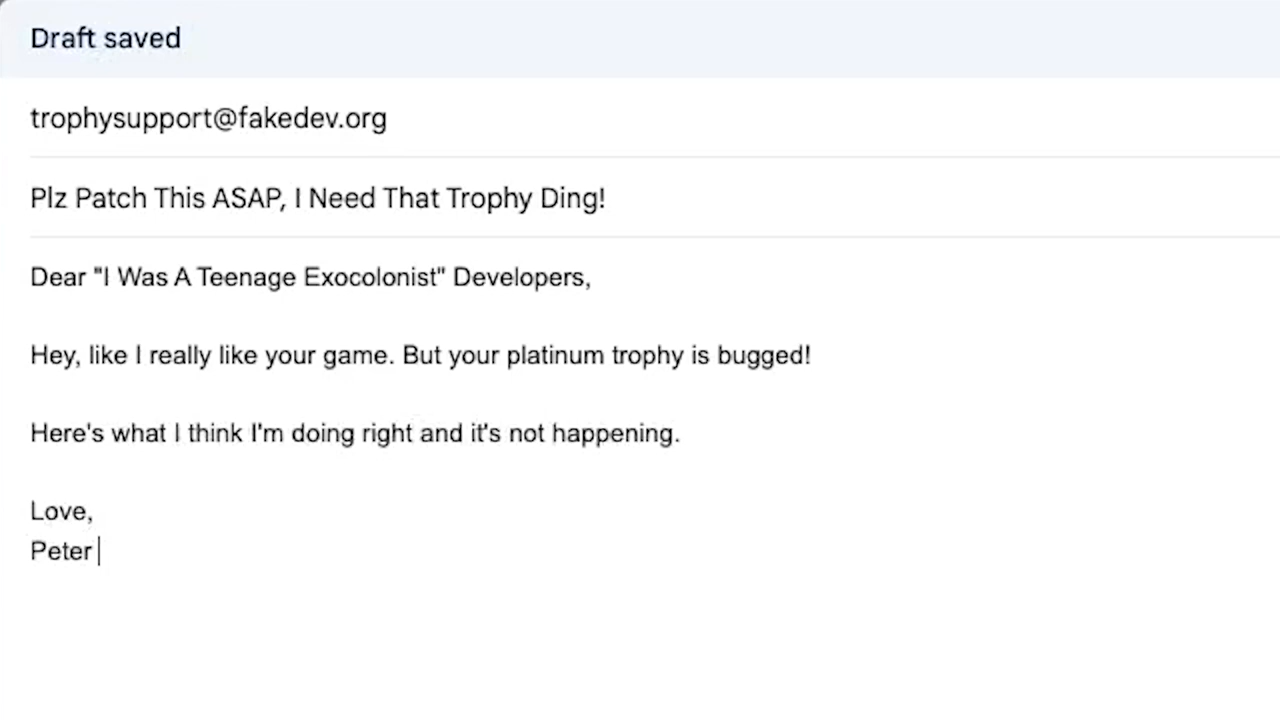 Draft saved
trophysupport@fakedev.org
Plz Patch This ASAP, I Need That Trophy Ding!
Dear "I Was A Teenage Exocolonist" Developers,
Hey, like I really like your game. But your platinum trophy is bugged!
Here's what I think I'm doing right and it's not happening.
Love,
Peter